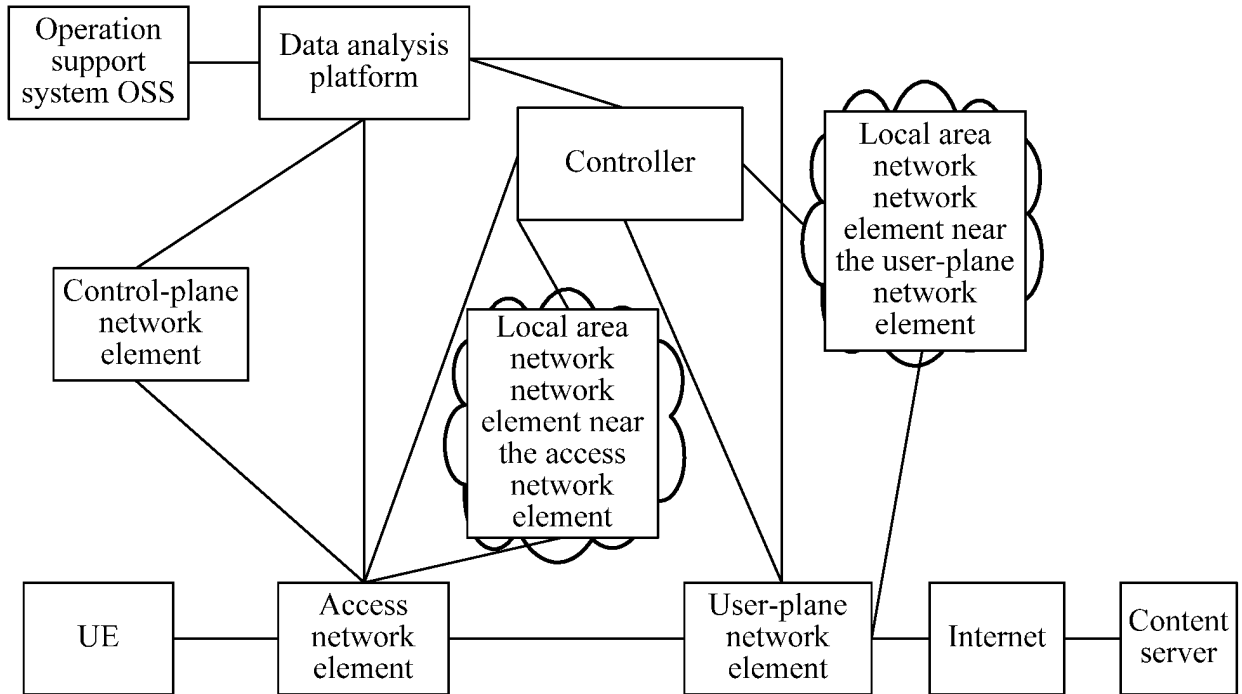 Operation
support
system OSS
Data analysis
platform
Controller
Local area
network
network
element near
the user-plane
network
element
Control-plane
network
element
Local area
network
network
element near
the access
network
element
UE
Access
network
element
User-plane
network
element
Internet
Content
server